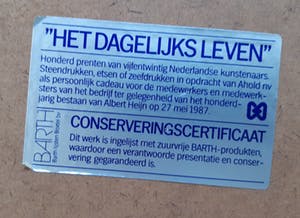 "HET DAGELIJKS LEVEN"
Honderd prenten van vijfentwintig Nederlandse kunstenaars.
Steendrukken, etsen of zeefdrukken in opdracht van Ahold nv
als persoonlijk cadeau voor de medewerkers en medewerk-
sters van het bedrijf ter gelegenheid van het honderd-
jarig bestaan van Albert Heijn op 27 mei 1987.
CONSERVERINGSCERTIFICAAT
Dit werk is ingelijst met zuurvrije BARTH-produkten,
waardoor een verantwoorde presentatie en conser-
vering gegarandeerd is.
BARTH